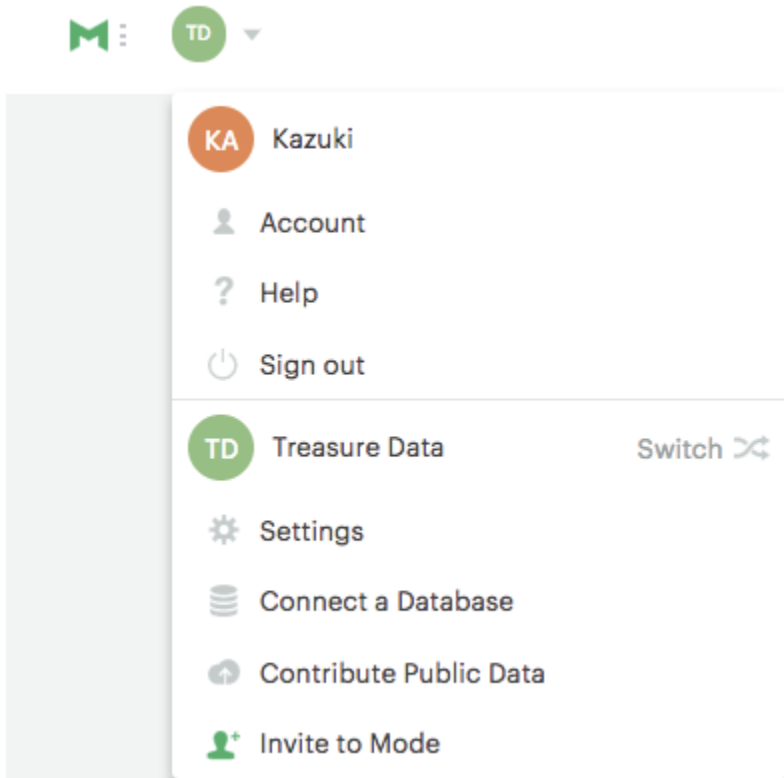 TD
KA Kazuki
Account
? Help
Sign out
TD Treasure Data Switch
Settings
Connect a Database
Contribute Public Data
Invite to Mode